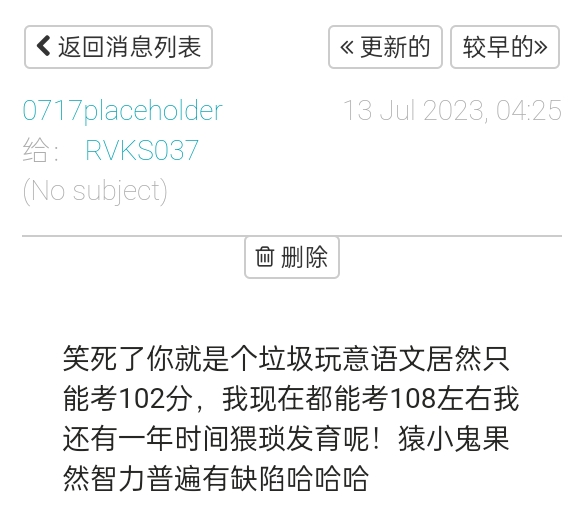 返回消息列表
« 更新的
较早的»
0717placeholder
13 Jul 2023, 04:25
给： RVKS037
(No subject)
删除
笑死了你就是个垃圾玩意语文居然只
能考102分，我现在都能考108左右我
还有一年时间猥琐发育呢！猿小鬼果
然智力普遍有缺陷哈哈哈